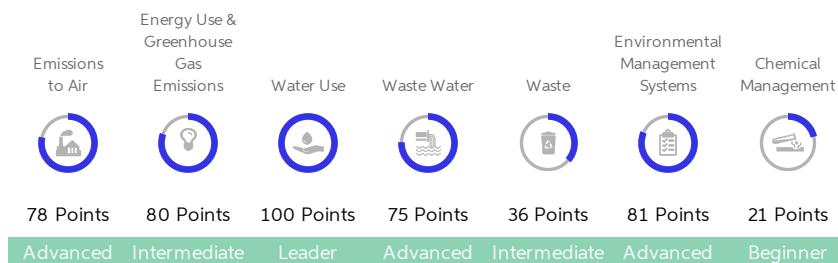 Emissions
to Air
Energy Use &
Greenhouse
Gas
Emissions
Water Use
Waste Water
Waste
Environmental
Management
Systems
Chemical
Management
78 Points
80 Points
100 Points
75 Points
36 Points
81 Points
21 Points
Advanced
Intermediate
Leader
Advanced
Intermediate
Advanced
Beginner